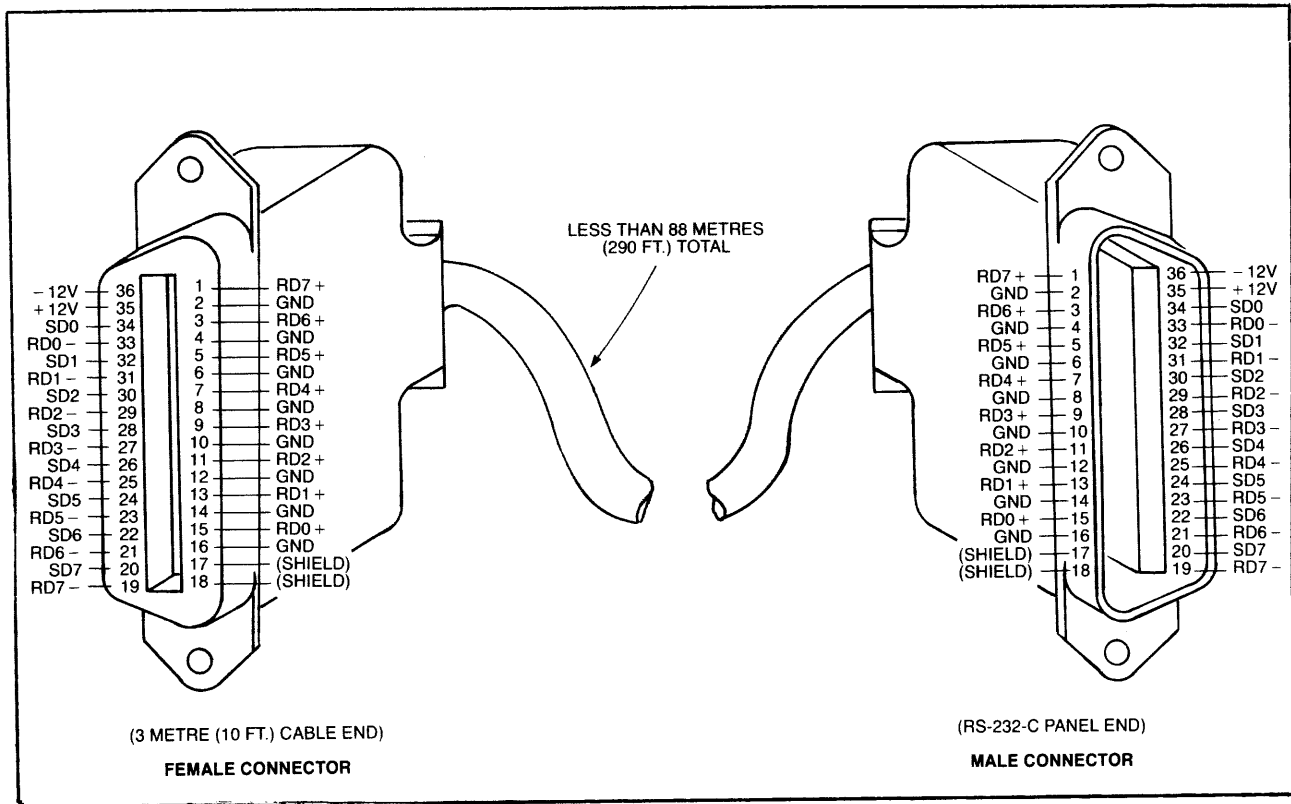 LESS THAN 88 METRES
(290 FT.) TOTAL
- 12V 36 1 RD7 +
+ 12V 35 2 GND
SD0 34 3 RD6 +
RD0 - 33 4 GND
SD1 32 5 RD5 +
RD1 - 31 6 GND
SD2 30 7 RD4 +
RD2 - 29 8 GND
SD3 28 9 RD3 +
RD3 - 27 10 GND
SD4 26 11 RD2 +
RD4 - 25 12 GND
SD5 24 13 RD1 +
RD5 - 23 14 GND
SD6 22 15 RD0 +
RD6 - 21 16 GND
SD7 20 17 (SHIELD)
RD7 - 19 18 (SHIELD)
(3 METRE (10 FT.) CABLE END)
FEMALE CONNECTOR
RD7 + 1 36 - 12V
GND 2 35 + 12V
RD6 + 3 34 SD0
GND 4 33 RD0 -
RD5 + 5 32 SD1
GND 6 31 RD1 -
RD4 + 7 30 SD2
GND 8 29 RD2 -
RD3 + 9 28 SD3
GND 10 27 RD3 -
RD2 + 11 26 SD4
GND 12 25 RD4 -
RD1 + 13 24 SD5
GND 14 23 RD5 -
RD0 + 15 22 SD6
GND 16 21 RD6 -
(SHIELD) 17 20 SD7
(SHIELD) 18 19 RD7 -
(RS-232-C PANEL END)
MALE CONNECTOR